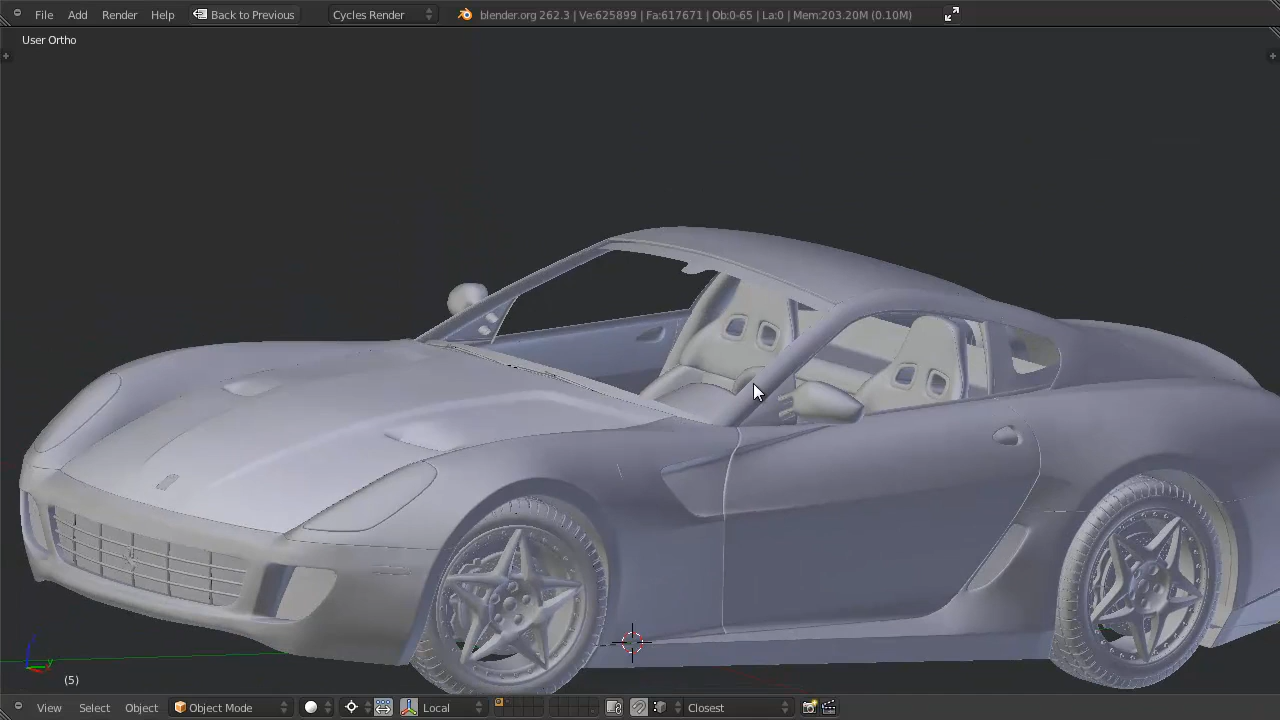 File Add Render Help Back to Previous Cycles Render blender.org 262.3 | Ve:625899 | Fa:617671 | Ob:0-65 | La:0 | Mem:203.20M (0.10M)
User Ortho
y
(5)
View Select Object Object Mode Local Closest